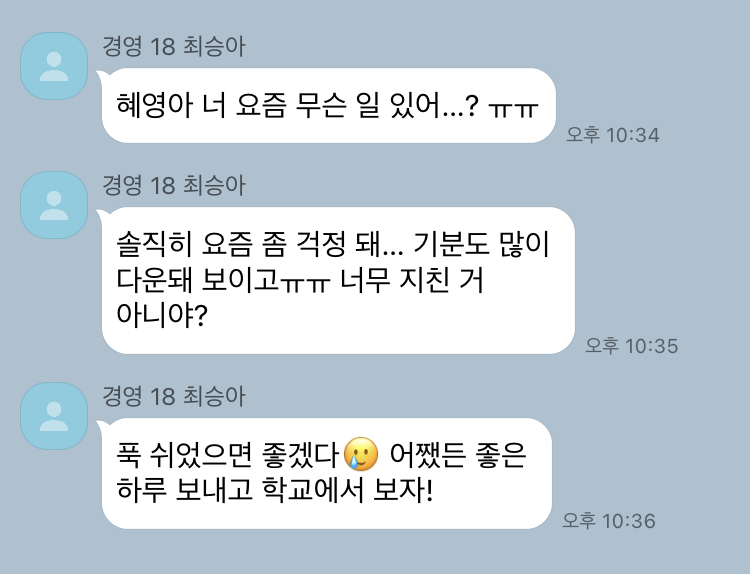 경영 18 최승아
혜영아 너 요즘 무슨 일 있어...? ㅠㅠ
오후 10:34
경영 18 최승아
솔직히 요즘 좀 걱정 돼... 기분도 많이
다운돼 보이고ㅠㅠ 너무 지친 거
아니야?
오후 10:35
경영 18 최승아
푹 쉬었으면 좋겠다🥲 어쨌든 좋은
하루 보내고 학교에서 보자!
오후 10:36